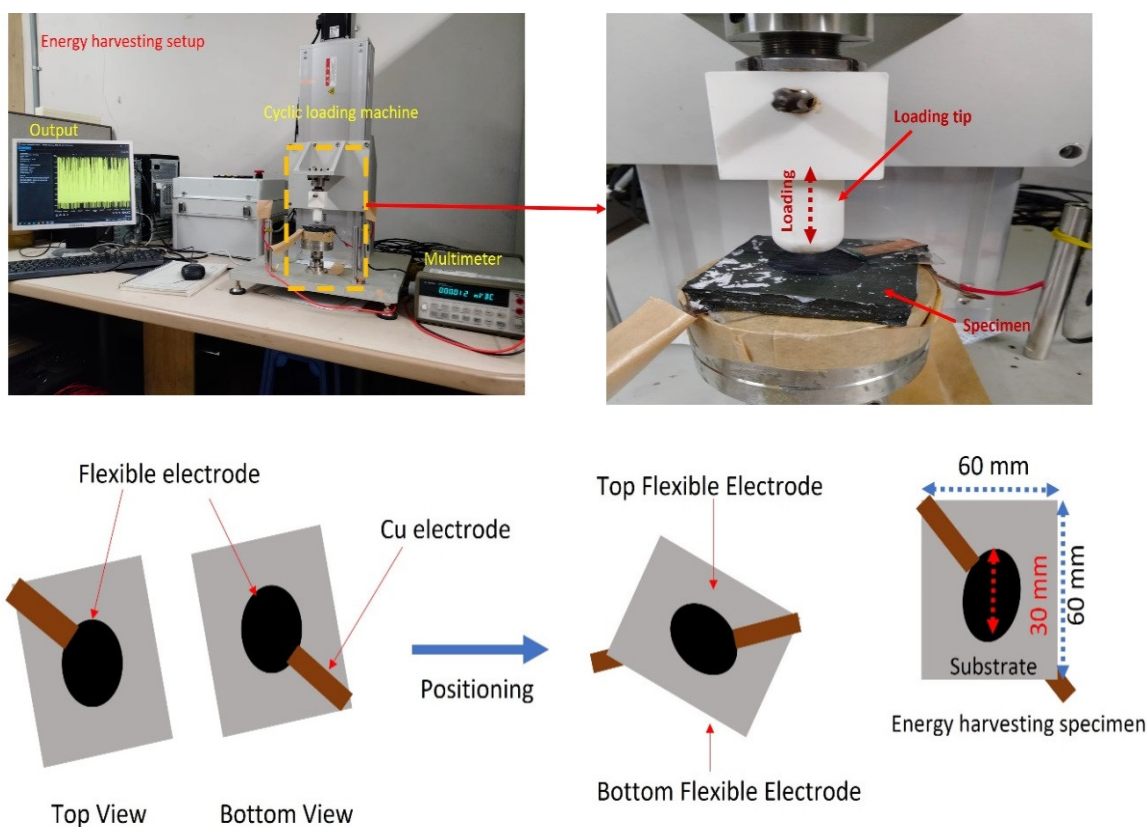 Energy harvesting setup
Cyclic loading machine
Output
Multimeter
Loading tip
Loading
Specimen
Flexible electrode
Cu electrode
Top View
Bottom View
Positioning
Top Flexible Electrode
Bottom Flexible Electrode
60 mm
30 mm
60 mm
Substrate
Energy harvesting specimen